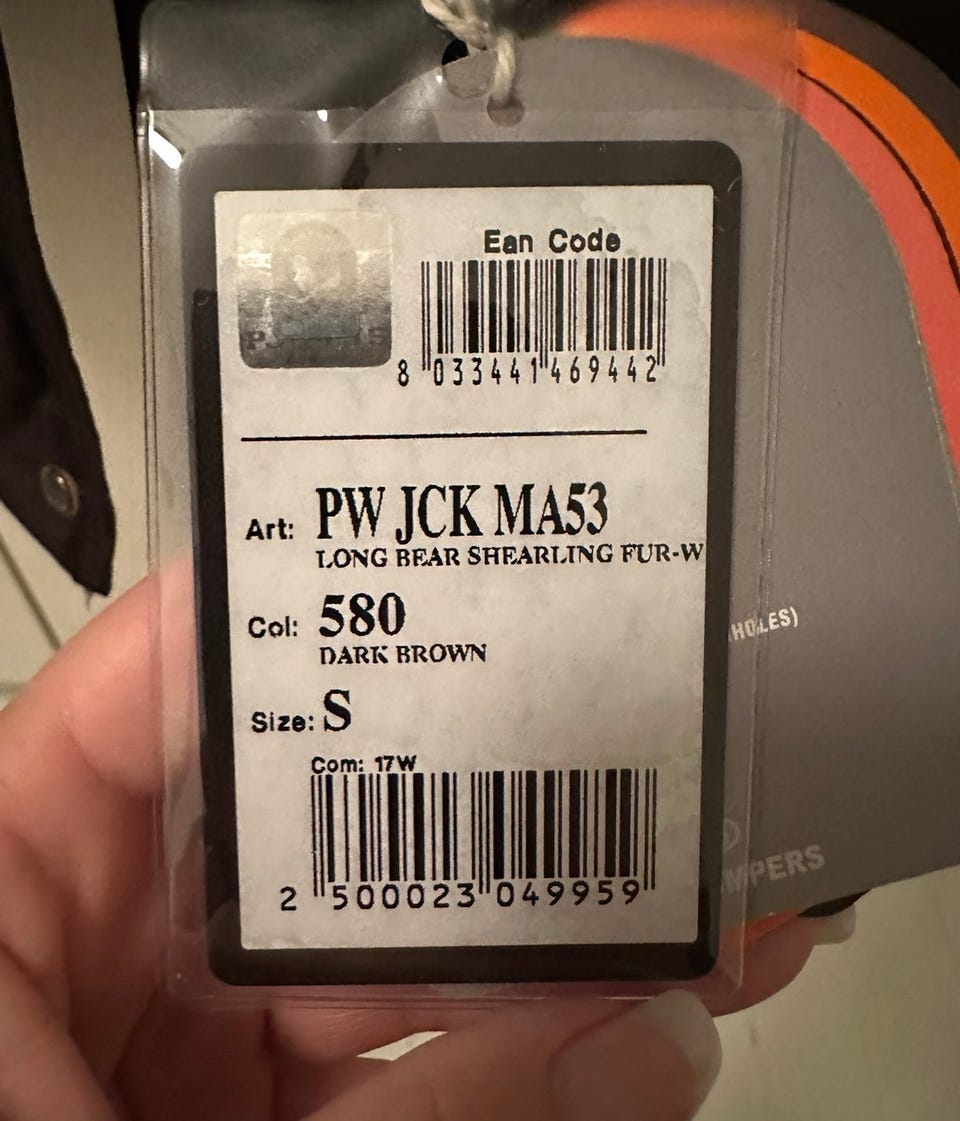 Ean Code
8 033441 469442
Art: PW JCK MA53
LONG BEAR SHEARLING FUR-W
Col: 580
DARK BROWN
Size: S
Com: 17W
2 500023 049959
HOLES)
®
MPERS